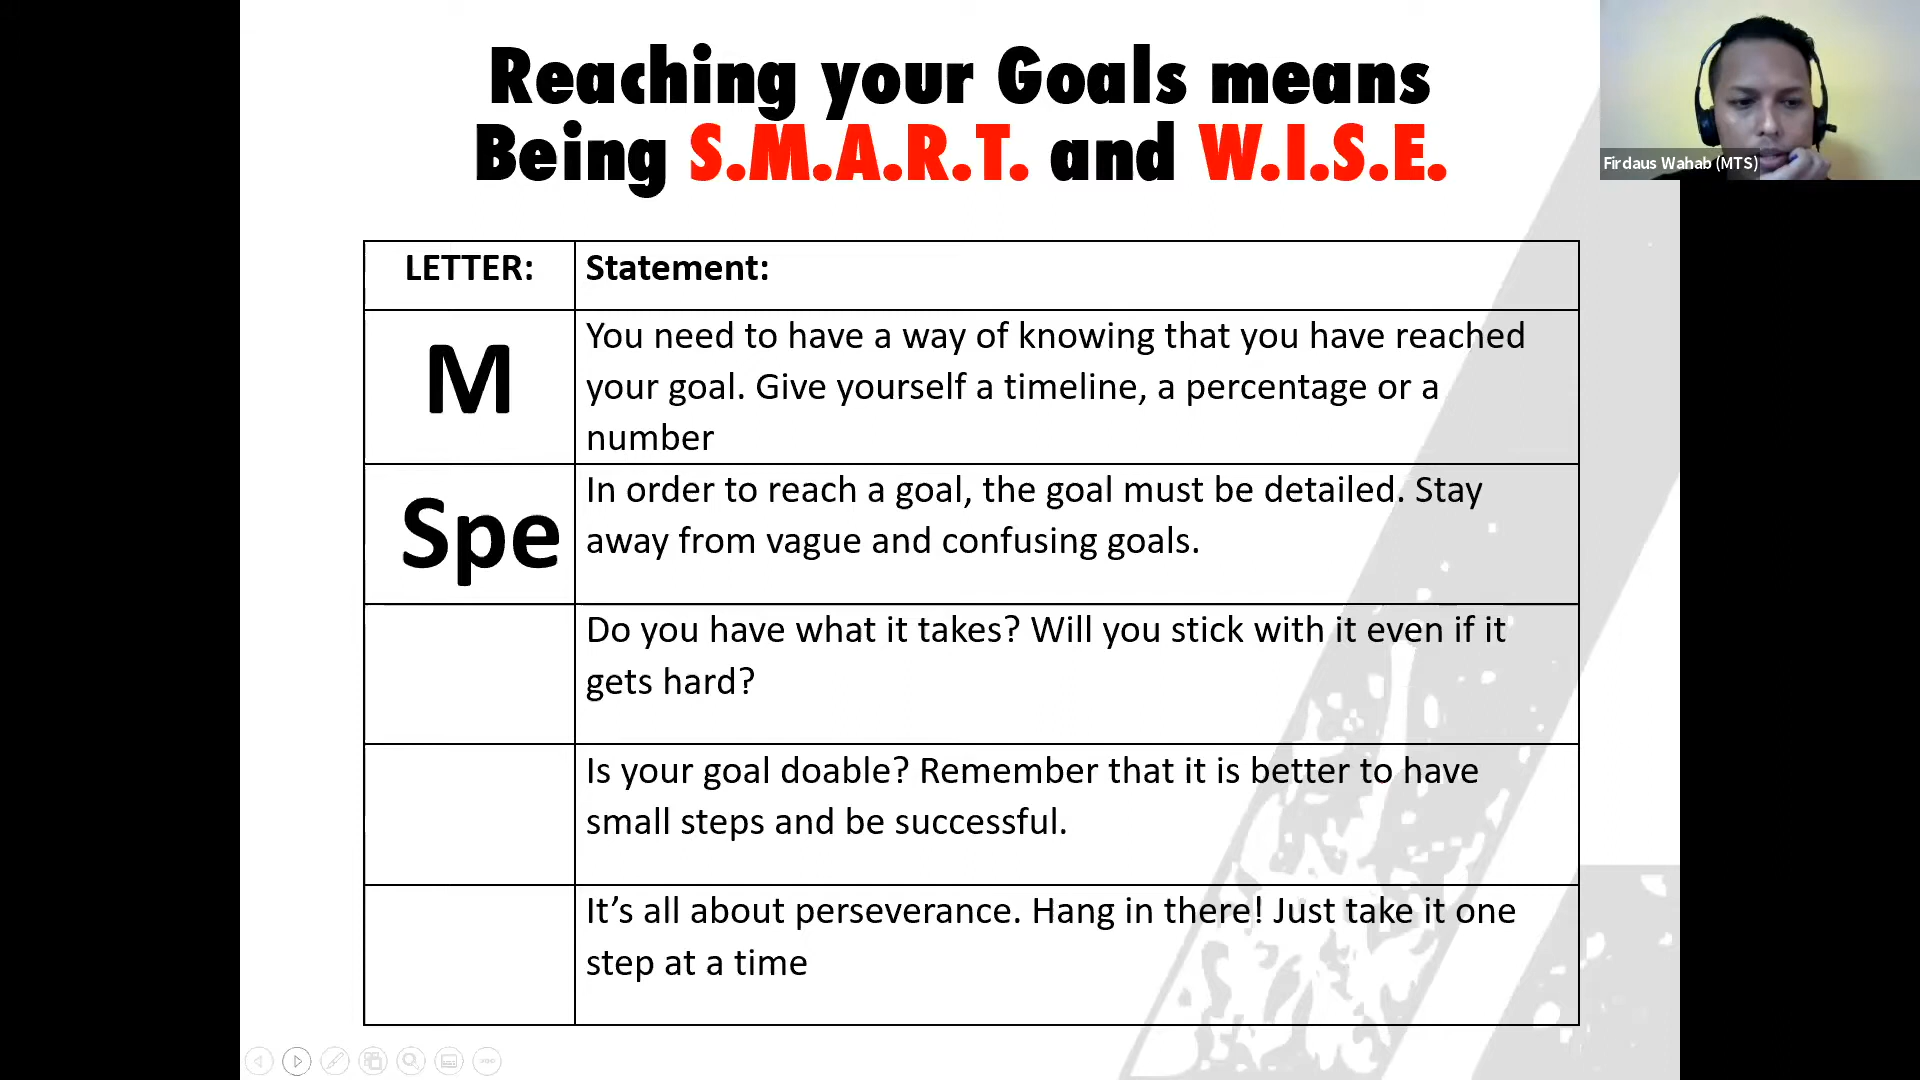 Reaching your Goals means
Being S.M.A.R.T. and W.I.S.E.
Firdaus Wahab (MTS)
LETTER:
Statement:
M
You need to have a way of knowing that you have reached
your goal. Give yourself a timeline, a percentage or a
number
Spe
In order to reach a goal, the goal must be detailed. Stay
away from vague and confusing goals.
Do you have what it takes? Will you stick with it even if it
gets hard?
Is your goal doable? Remember that it is better to have
small steps and be successful.
It’s all about perseverance. Hang in there! Just take it one
step at a time